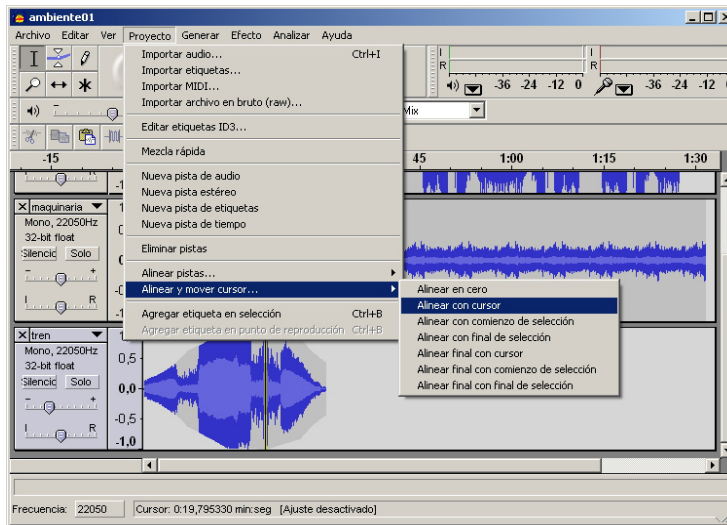 ambiente01
Archivo Editar Ver Proyecto Generar Efecto Analizar Ayuda
Importar audio... Ctrl+I
Importar etiquetas...
Importar MIDI...
Importar archivo en bruto (raw)...
Editar etiquetas ID3...
Mezcla rápida
Nueva pista de audio
Nueva pista estéreo
Nueva pista de etiquetas
Nueva pista de tiempo
Eliminar pistas
Alinear pistas...
Alinear y mover cursor...
Agregar etiqueta en selección Ctrl+B
Agregar etiqueta en punto de reproducción Ctrl+B
Alinear en cero
Alinear con cursor
Alinear con comienzo de selección
Alinear con final de selección
Alinear final con cursor
Alinear final con comienzo de selección
Alinear final con final de selección
L
R
-36 -24 -12 0
L
R
-36 -24 -12
-15 45 1:00 1:15 1:30
maquinaria
Mono, 22050Hz
32-bit float
Silencio Solo
- +
L R
tren
Mono, 22050Hz
32-bit float
Silencio Solo
- +
L R
0,5
0,0
-0,5
-1,0
Frecuencia: 22050 Cursor: 0:19,795330 min:seg [Ajuste desactivado]